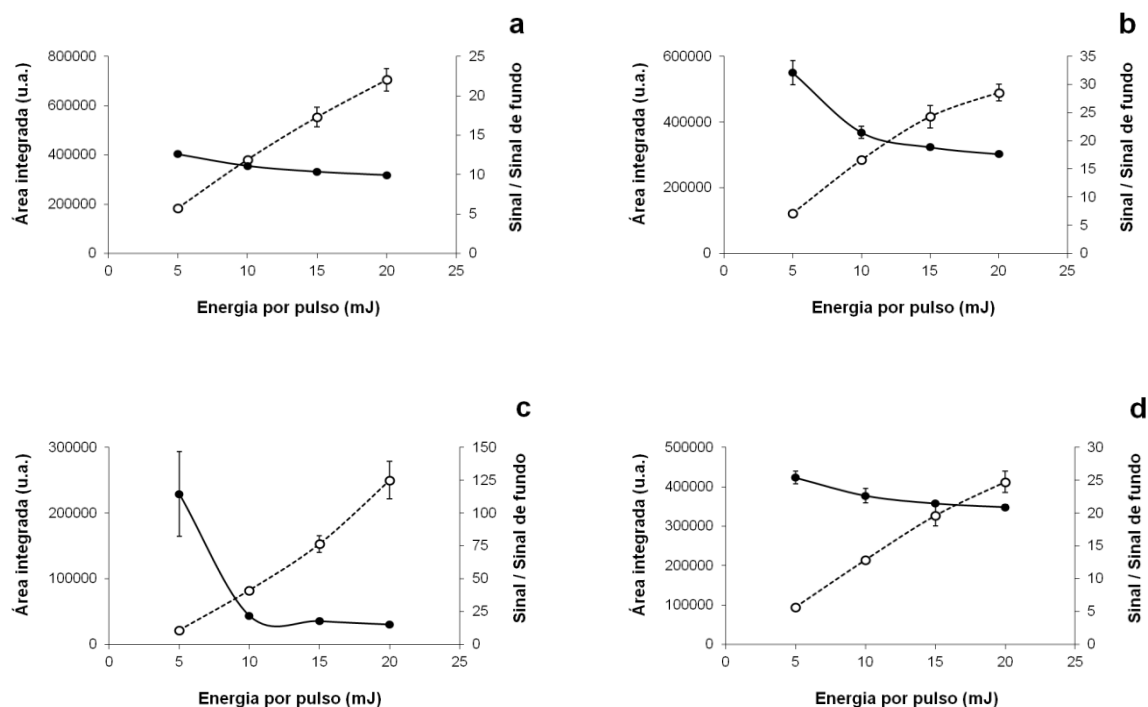 a
Área integrada (u.a.)
800000
600000
400000
200000
0
25
20
15
10
5
0
Sinal / Sinal de fundo
0 5 10 15 20 25
Energia por pulso (mJ)
b
Área integrada (u.a.)
600000
400000
200000
0
35
30
25
20
15
10
5
0
Sinal / Sinal de fundo
0 5 10 15 20 25
Energia por pulso (mJ)
c
Área integrada (u.a.)
300000
200000
100000
0
150
125
100
75
50
25
0
Sinal / Sinal de fundo
0 5 10 15 20 25
Energia por pulso (mJ)
d
Área integrada (u.a.)
500000
400000
300000
200000
100000
0
30
25
20
15
10
5
0
Sinal / Sinal de fundo
0 5 10 15 20 25
Energia por pulso (mJ)